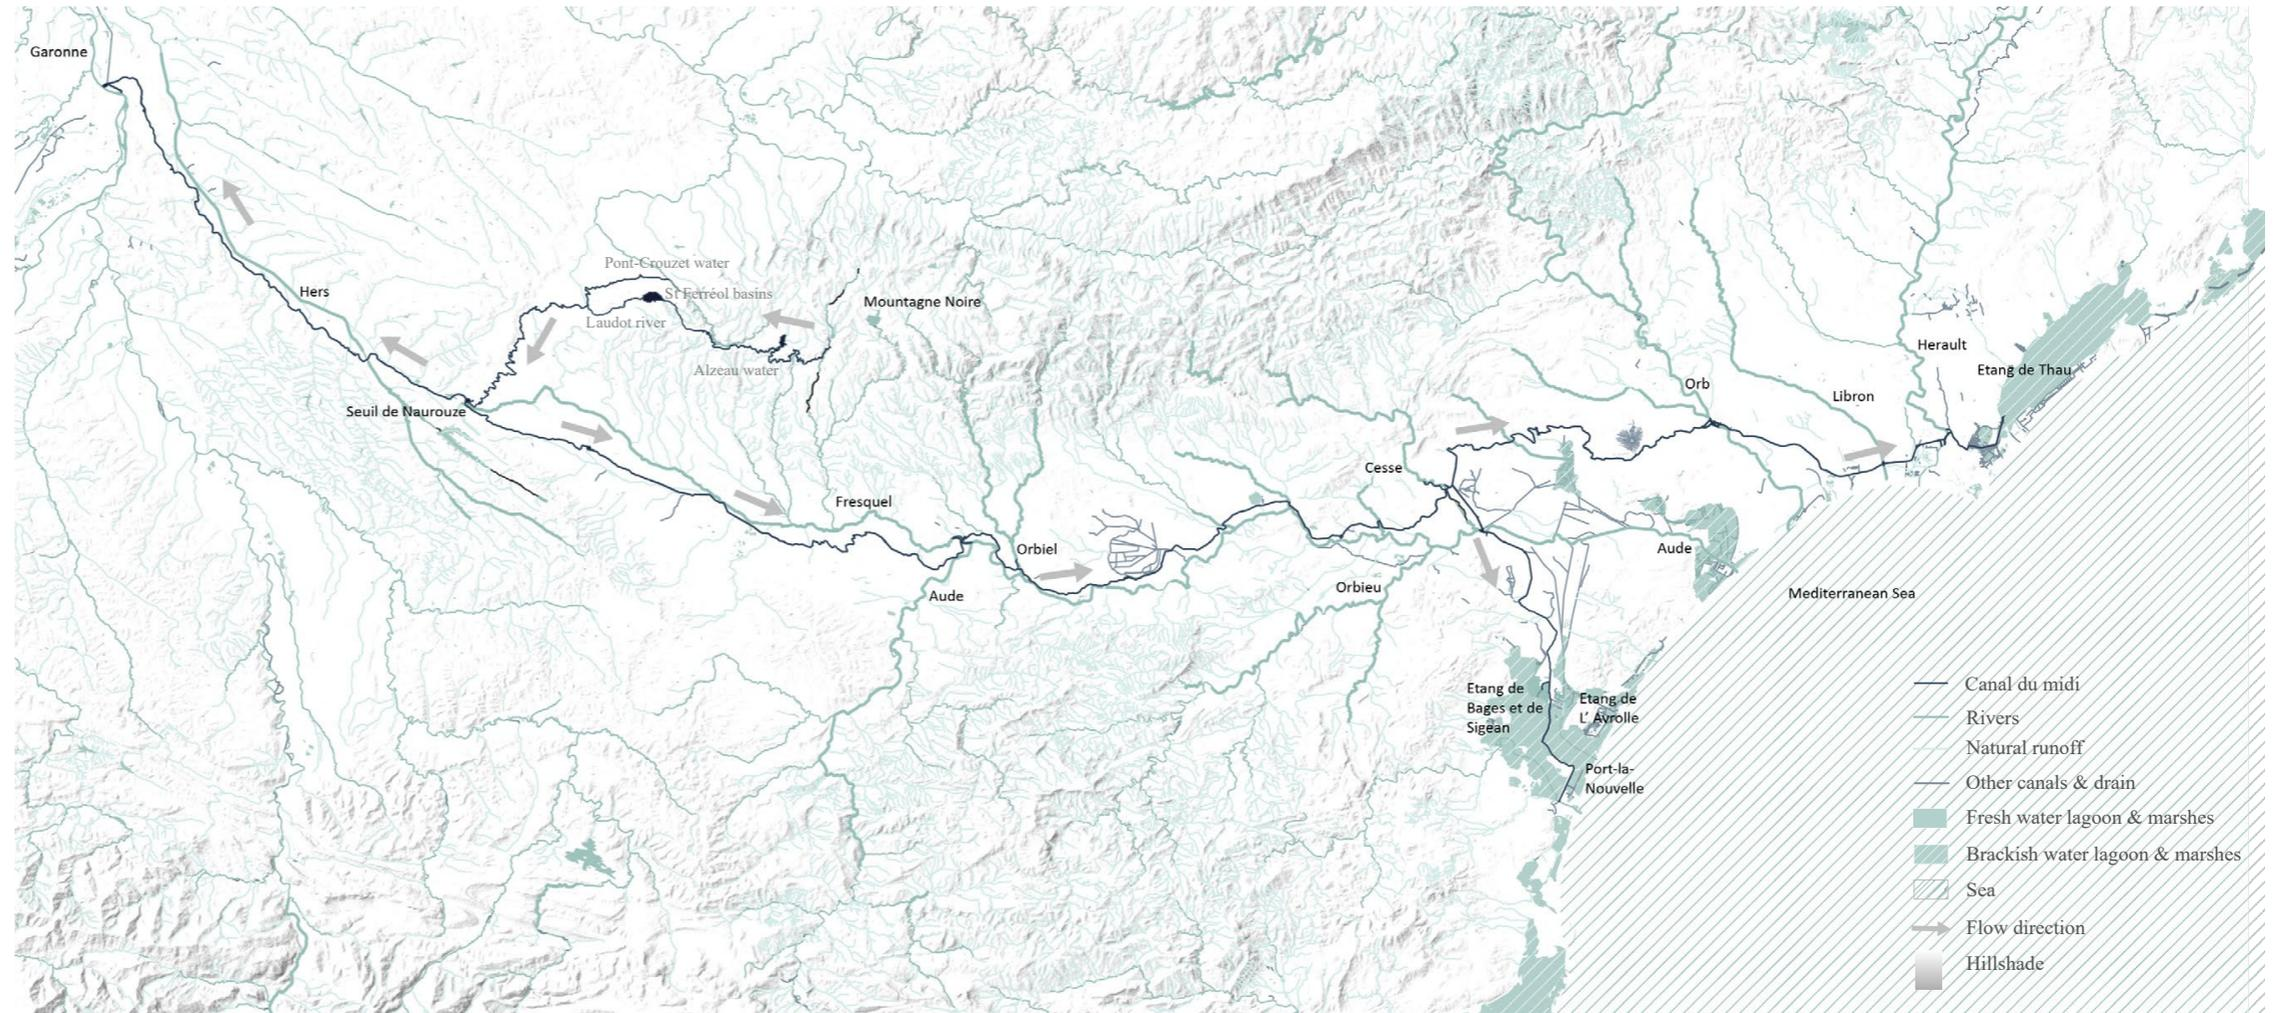 Garonne
Pont-Crouzet water
Hers
St Ferréol basins
Mountagne Noire
Laudot river
Herault
Alzeau water
Etang de Thau
Orb
Libron
Seuil de Naurouze
Cesse
Fresquel
Orbiel
Aude
Orbieu
Aude
Mediterranean Sea
Etang de
Bages et de
Sigean
Etang de
L' Avrolle
Port-la-
Nouvelle
Canal du midi
Rivers
Natural runoff
Other canals & drain
Fresh water lagoon & marshes
Brackish water lagoon & marshes
Sea
Flow direction
Hillshade